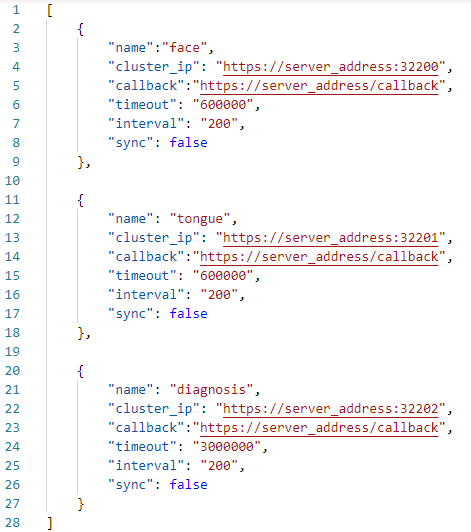 1 [
2 {
3 "name":"face",
4 "cluster_ip": "https://server_address:32200",
5 "callback":"https://server_address/callback",
6 "timeout": "600000",
7 "interval": "200",
8 "sync": false
9 },
10
11 {
12 "name": "tongue",
13 "cluster_ip": "https://server_address:32201",
14 "callback":"https://server_address/callback",
15 "timeout": "600000",
16 "interval": "200",
17 "sync": false
18 },
19
20 {
21 "name": "diagnosis",
22 "cluster_ip": "https://server_address:32202",
23 "callback":"https://server_address/callback",
24 "timeout": "3000000",
25 "interval": "200",
26 "sync": false
27 }
28 ]